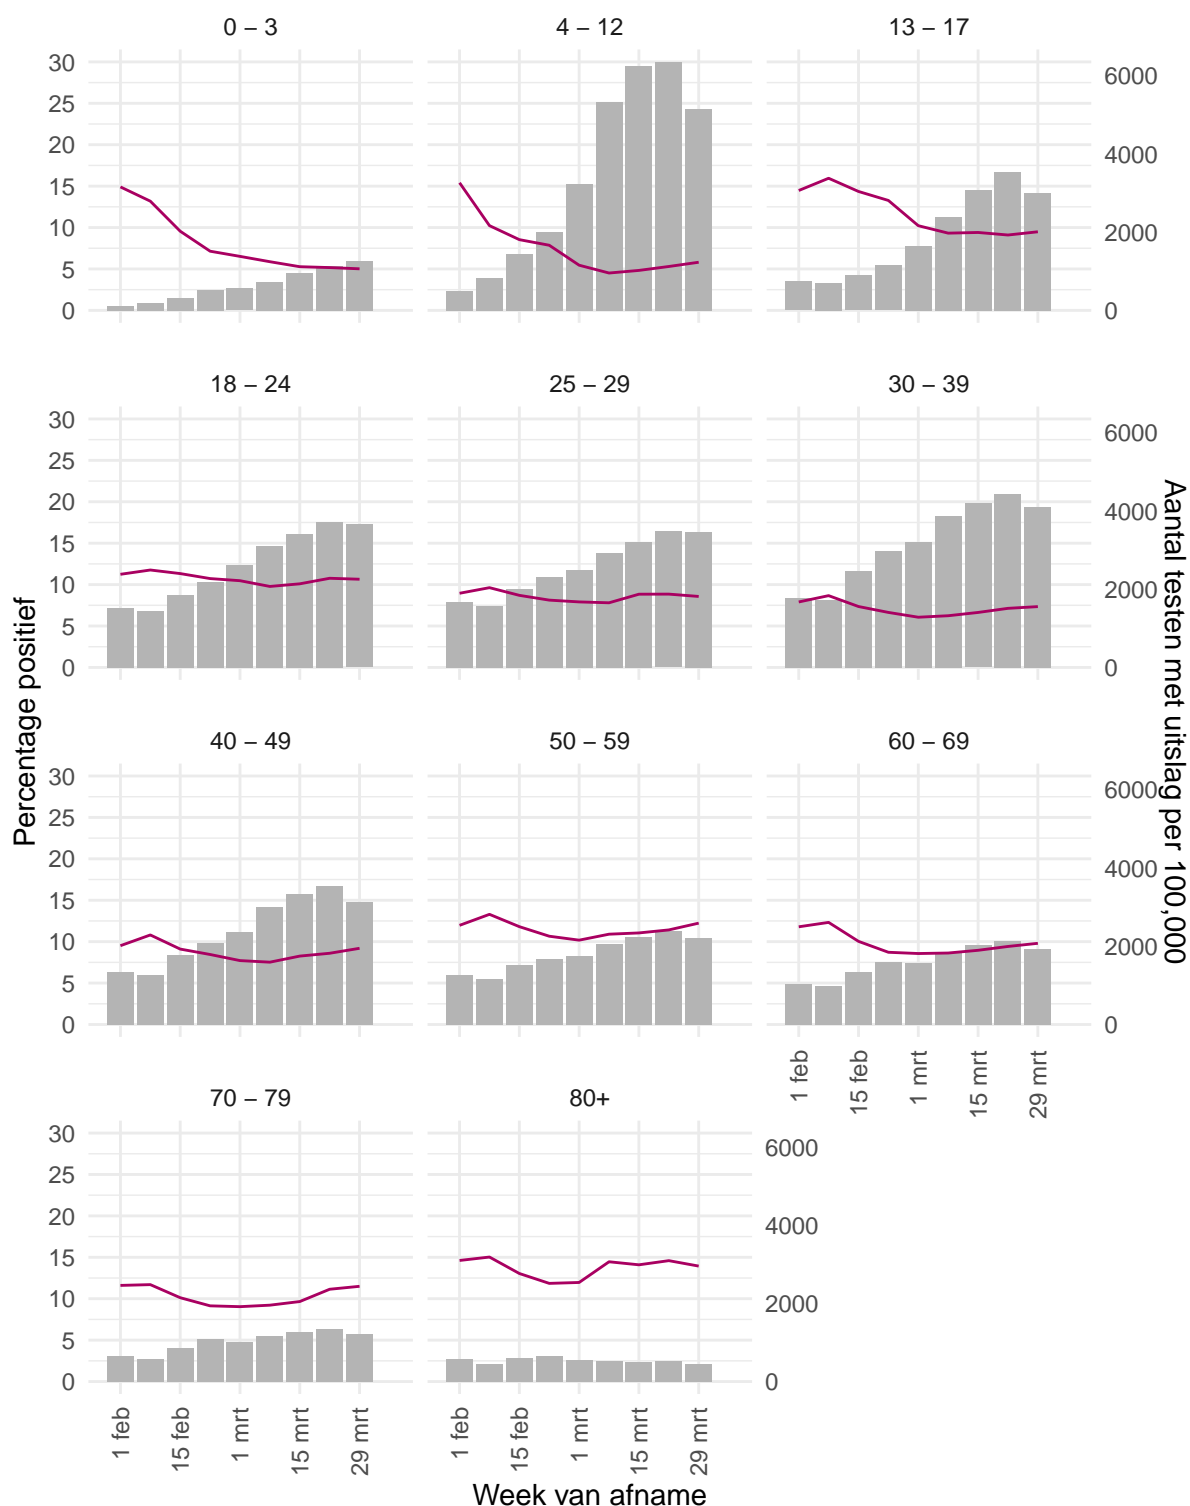 0 – 3
4 – 12
13 – 17
30
25
20
15
10
5
0
6000
4000
2000
0
18 – 24
25 – 29
30 – 39
30
25
20
15
10
5
0
6000
4000
2000
0
40 – 49
50 – 59
60 – 69
30
25
20
15
10
5
0
6000
4000
2000
0
1 feb
15 feb
1 mrt
15 mrt
29 mrt
70 – 79
80+
30
25
20
15
10
5
0
6000
4000
2000
0
1 feb
15 feb
1 mrt
15 mrt
29 mrt
1 feb
15 feb
1 mrt
15 mrt
29 mrt
Week van afname
Percentage positief
Aantal testen met uitslag per 100,000